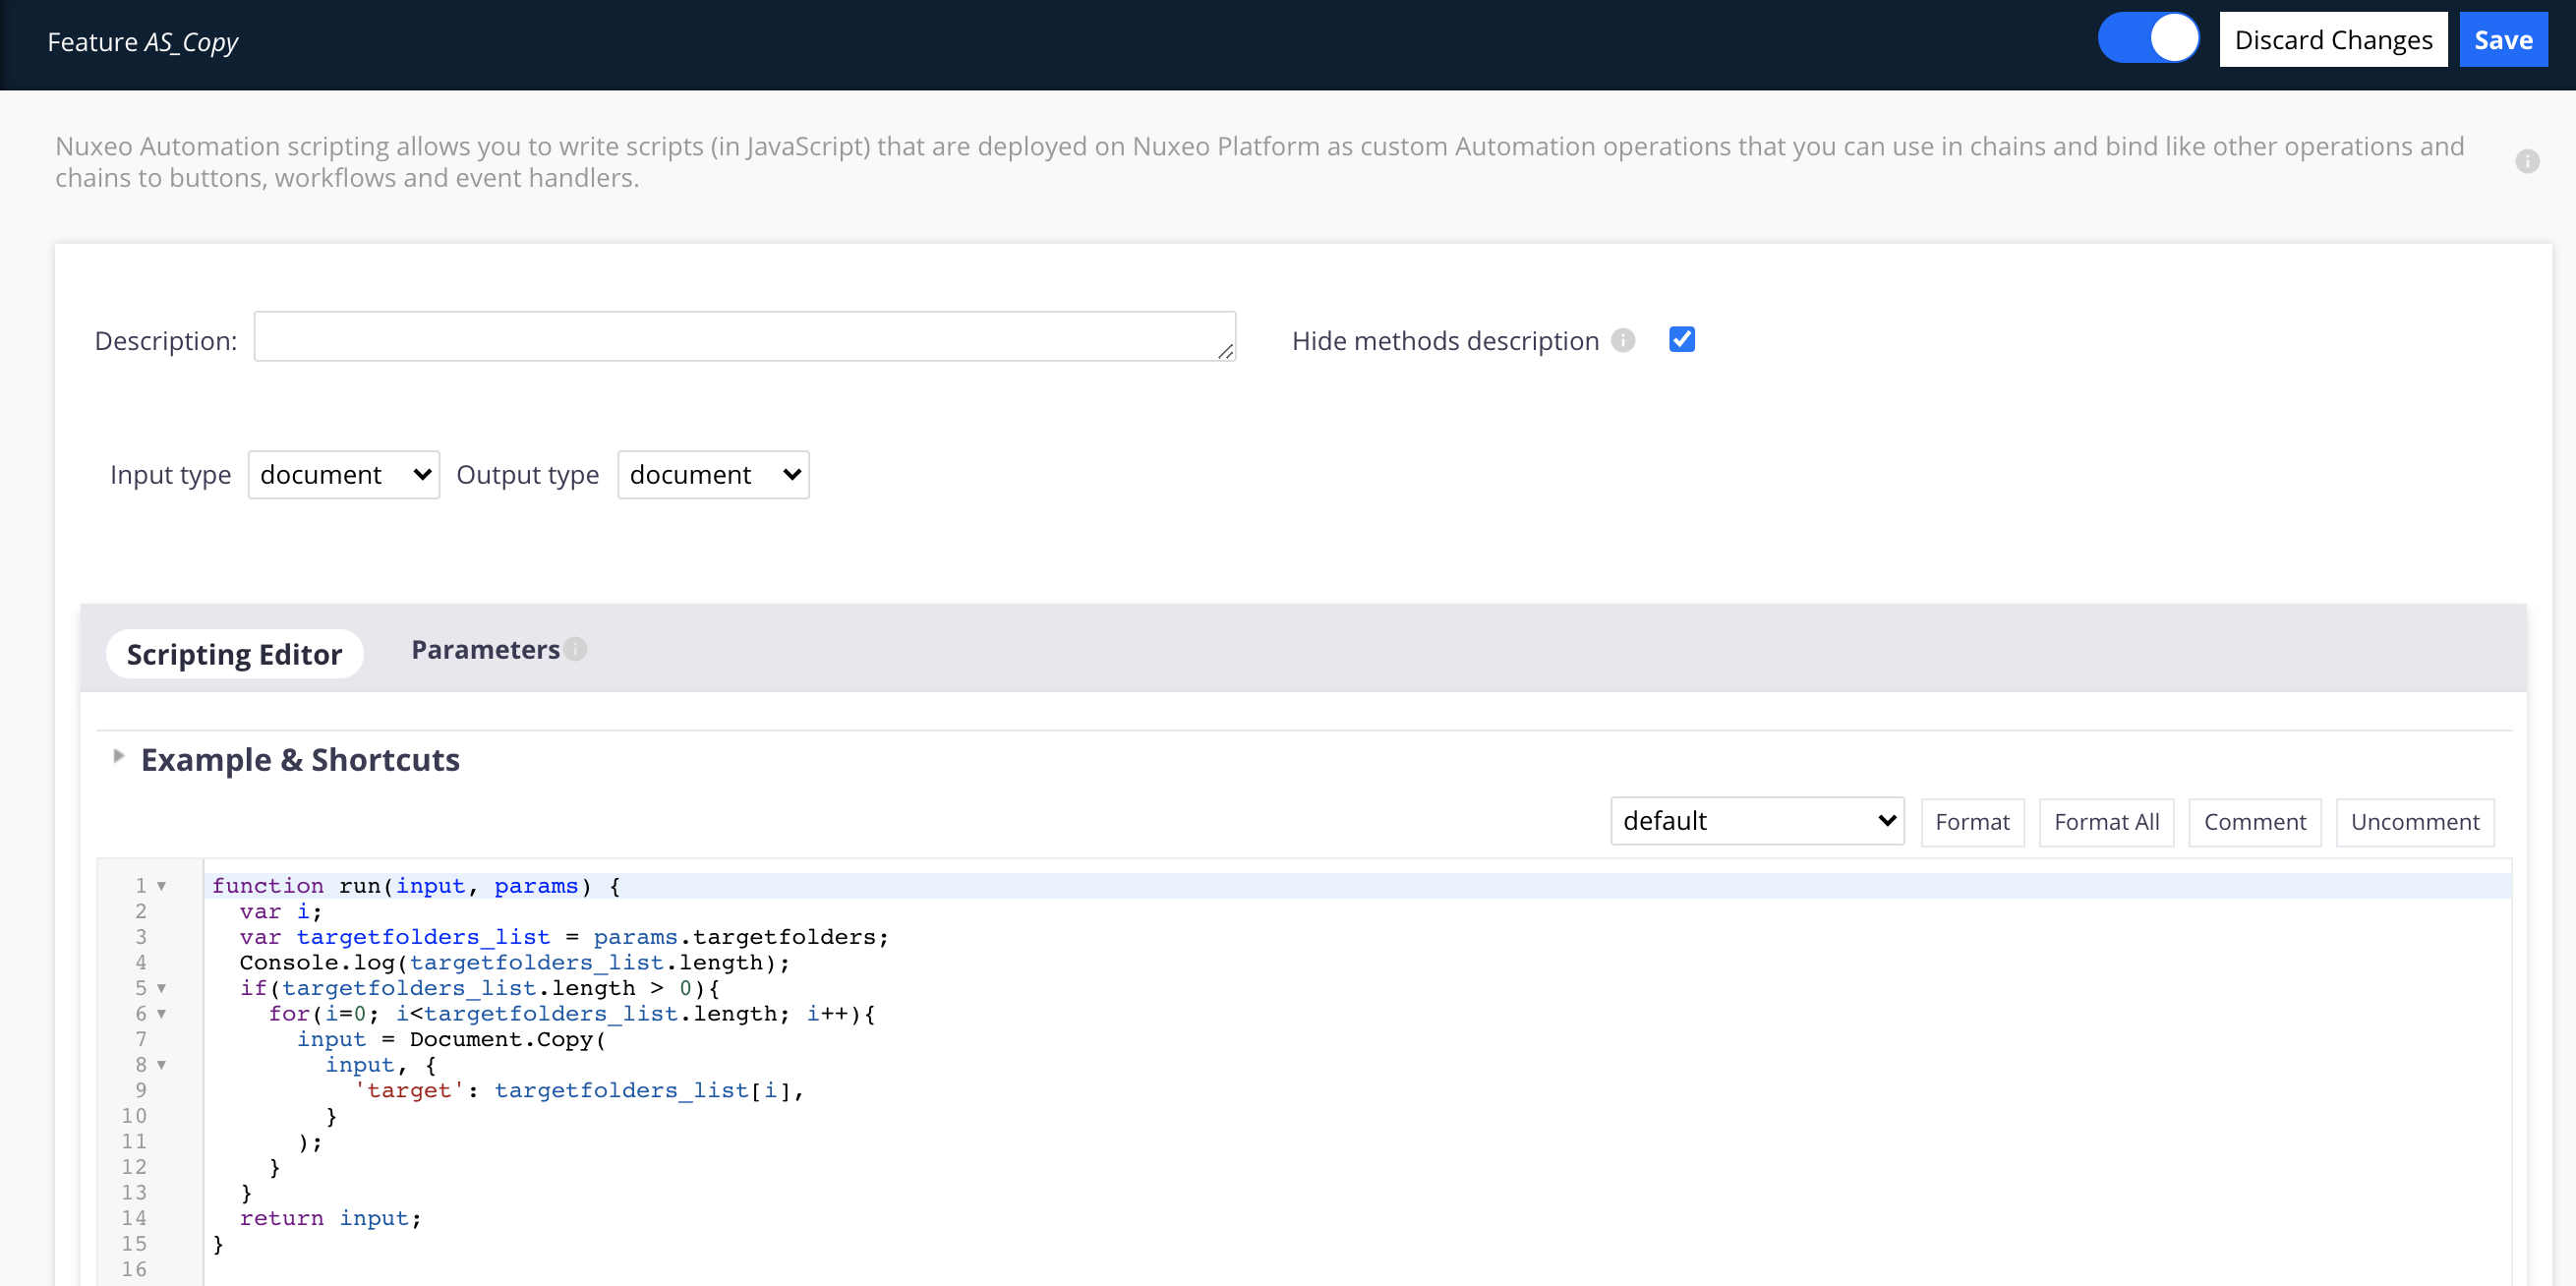 Feature AS_Copy
Discard Changes
Save
Nuxeo Automation scripting allows you to write scripts (in JavaScript) that are deployed on Nuxeo Platform as custom Automation operations that you can use in chains and bind like other operations and
chains to buttons, workflows and event handlers.
Description:
Hide methods description
Input type document Output type document
Scripting Editor Parameters
Example & Shortcuts
default Format Format All Comment Uncomment
1 function run(input, params) {
2   var i;
3   var targetfolders_list = params.targetfolders;
4   Console.log(targetfolders_list.length);
5   if(targetfolders_list.length > 0){
6     for(i=0; i<targetfolders_list.length; i++){
7       input = Document.Copy(
8         input, {
9           'target': targetfolders_list[i],
10         }
11       );
12     }
13   }
14   return input;
15 }
16